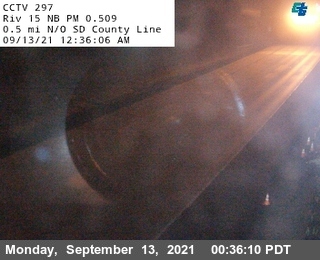 CCTV 297
Riv 15 NB PM 0.509
0.5 mi N/O SD County Line
09/13/21 12:36:06 AM
Monday, September 13, 2021 00:36:10 PDT